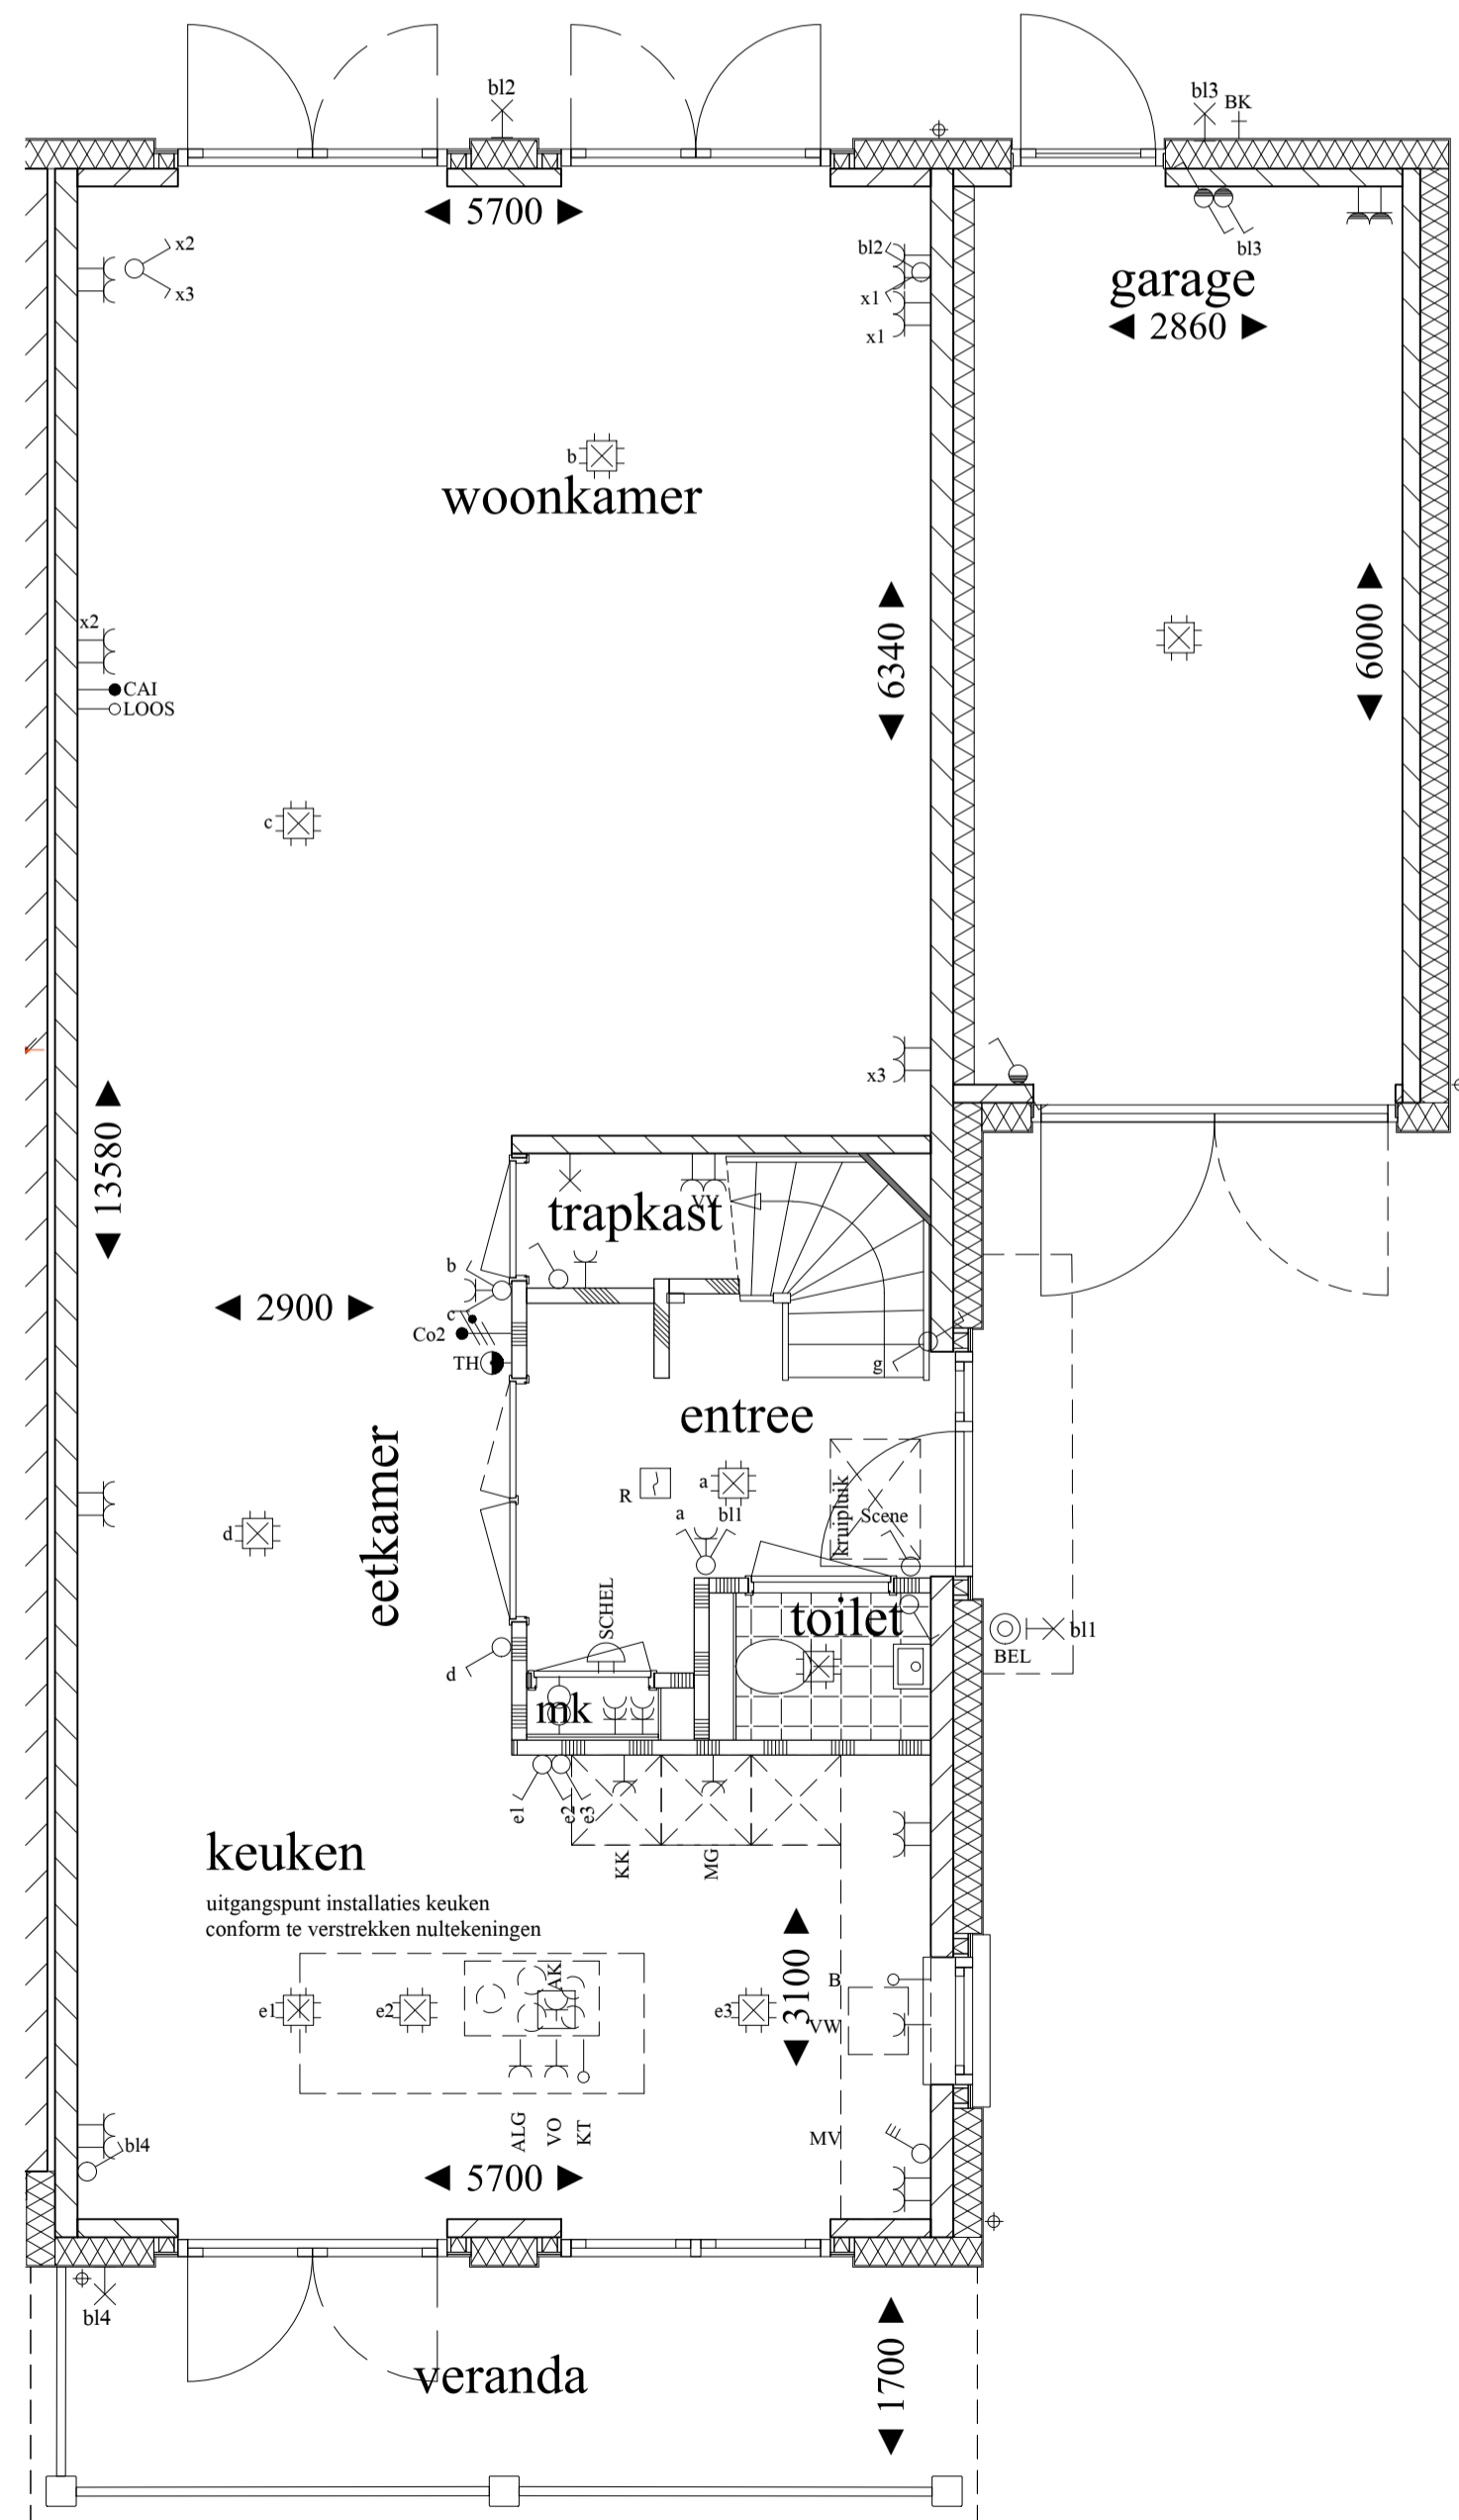 bl2
bl3
BK
5700
x2
x3
bl2
x1
x1
bl3
garage
2860
b
woonkamer
x2
CAI
LOOS
6340
6000
c
x3
13580
trapkast
VV
b
c
2900
Co2
TH
g
entree
eetkamer
R
a
a
bl1
kruipluik
Scene
d
SCHEL
toilet
bl1
BEL
d
mk
e1
e2
e3
keuken
KK
MG
uitgangspunt installaties keuken
conform te verstrekken nultekeningen
AK
3100
B
e1
e2
e3
VW
ALG
VO
KT
MV
bl4
5700
bl4
veranda
1700